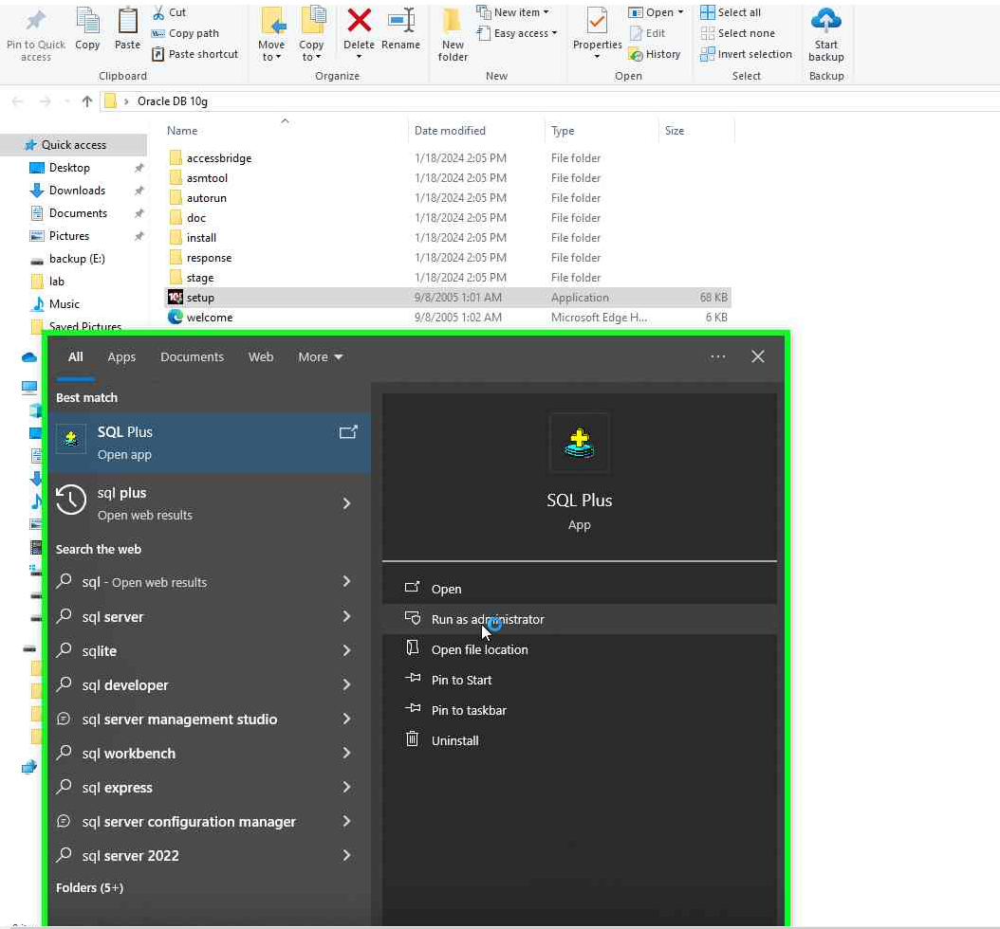 Pin to Quick access
Copy
Paste
Cut
Copy path
Paste shortcut
Clipboard
Move to
Copy to
Delete
Rename
Organize
New folder
New item
Easy access
New
Properties
Open
Edit
History
Open
Select all
Select none
Invert selection
Select
Start backup
Backup
Oracle DB 10g
Name Date modified Type Size
Quick access
Desktop
Downloads
Documents
Pictures
backup (E:)
lab
Music
Saved Pictures
accessbridge 1/18/2024 2:05 PM File folder
asmtool 1/18/2024 2:05 PM File folder
autorun 1/18/2024 2:05 PM File folder
doc 1/18/2024 2:05 PM File folder
install 1/18/2024 2:05 PM File folder
response 1/18/2024 2:05 PM File folder
stage 1/18/2024 2:05 PM File folder
setup 9/8/2005 1:01 AM Application 68 KB
welcome 9/8/2005 1:02 AM Microsoft Edge H... 6 KB
All Apps Documents Web More
Best match
SQL Plus
Open app
sql plus
Open web results
Search the web
sql - Open web results
sql server
sqlite
sql developer
sql server management studio
sql workbench
sql express
sql server configuration manager
sql server 2022
Folders (5+)
SQL Plus
App
Open
Run as administrator
Open file location
Pin to Start
Pin to taskbar
Uninstall